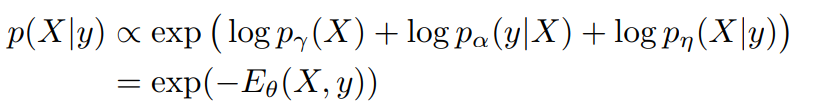 p(X|y) ∝ exp ( log p_γ(X) + log p_α(y|X) + log p_η(X|y))
= exp(−E_θ(X, y))